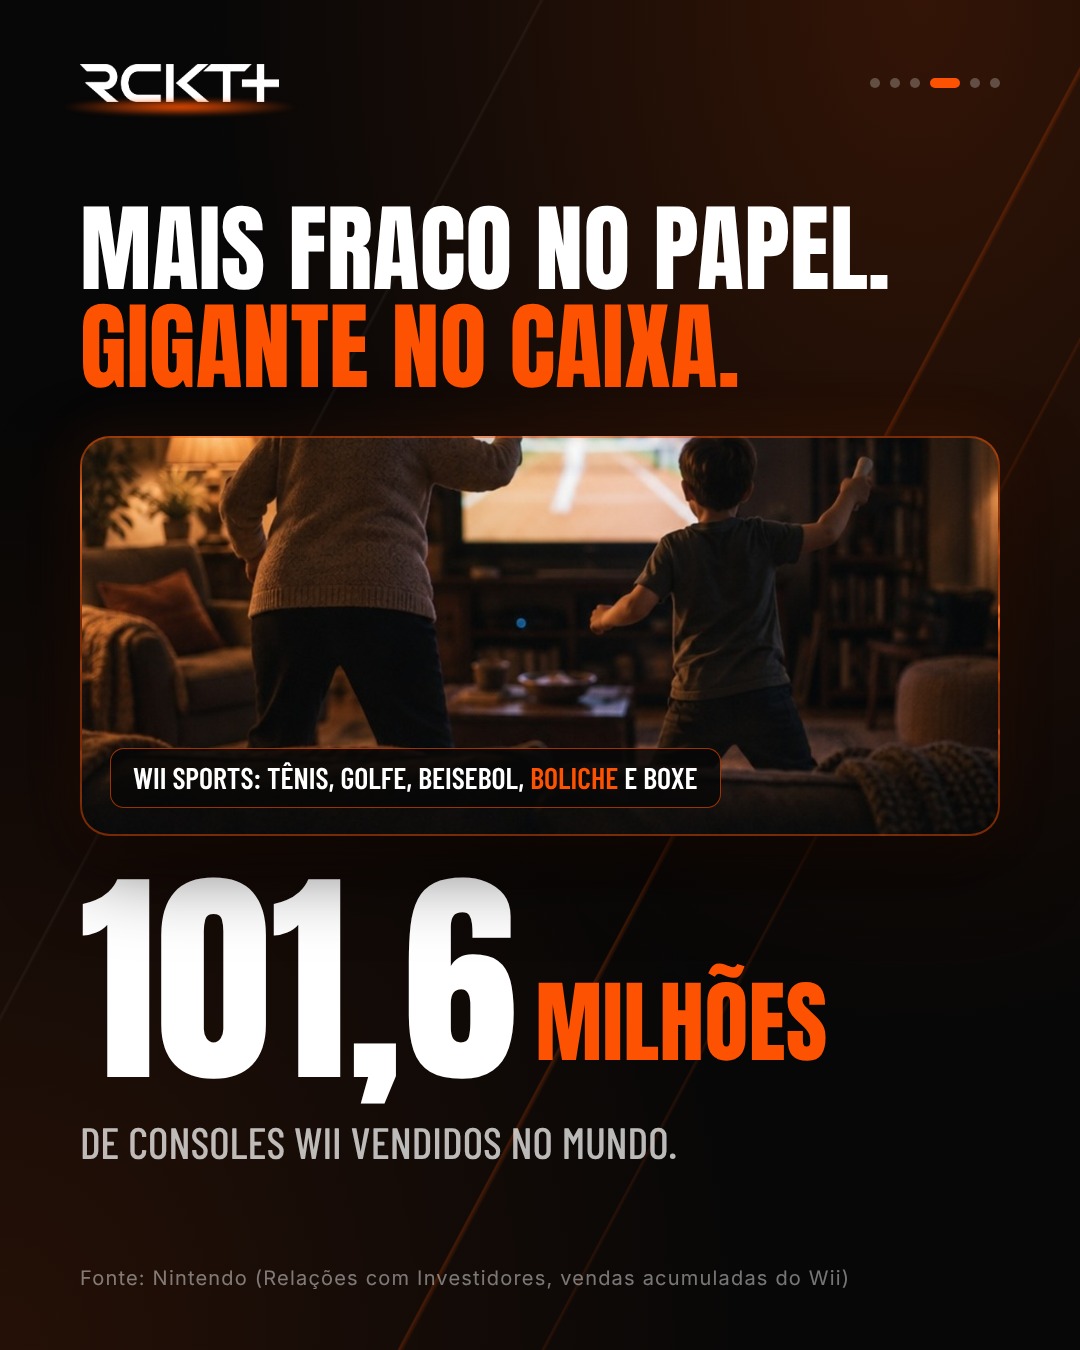 RCKT+
MAIS FRACO NO PAPEL.
GIGANTE NO CAIXA.
WII SPORTS: TÊNIS, GOLFE, BEISEBOL, BOLICHE E BOXE
101,6 MILHÕES
DE CONSOLES WII VENDIDOS NO MUNDO.
Fonte: Nintendo (Relações com Investidores, vendas acumuladas do Wii)